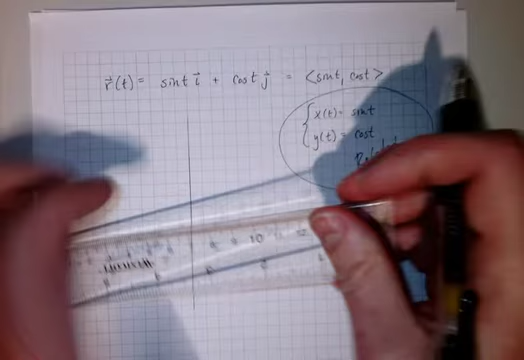 r⃗(t) = sint i⃗ + cost j⃗ = <sint, cost>
x(t) = sint
y(t) = cost
10